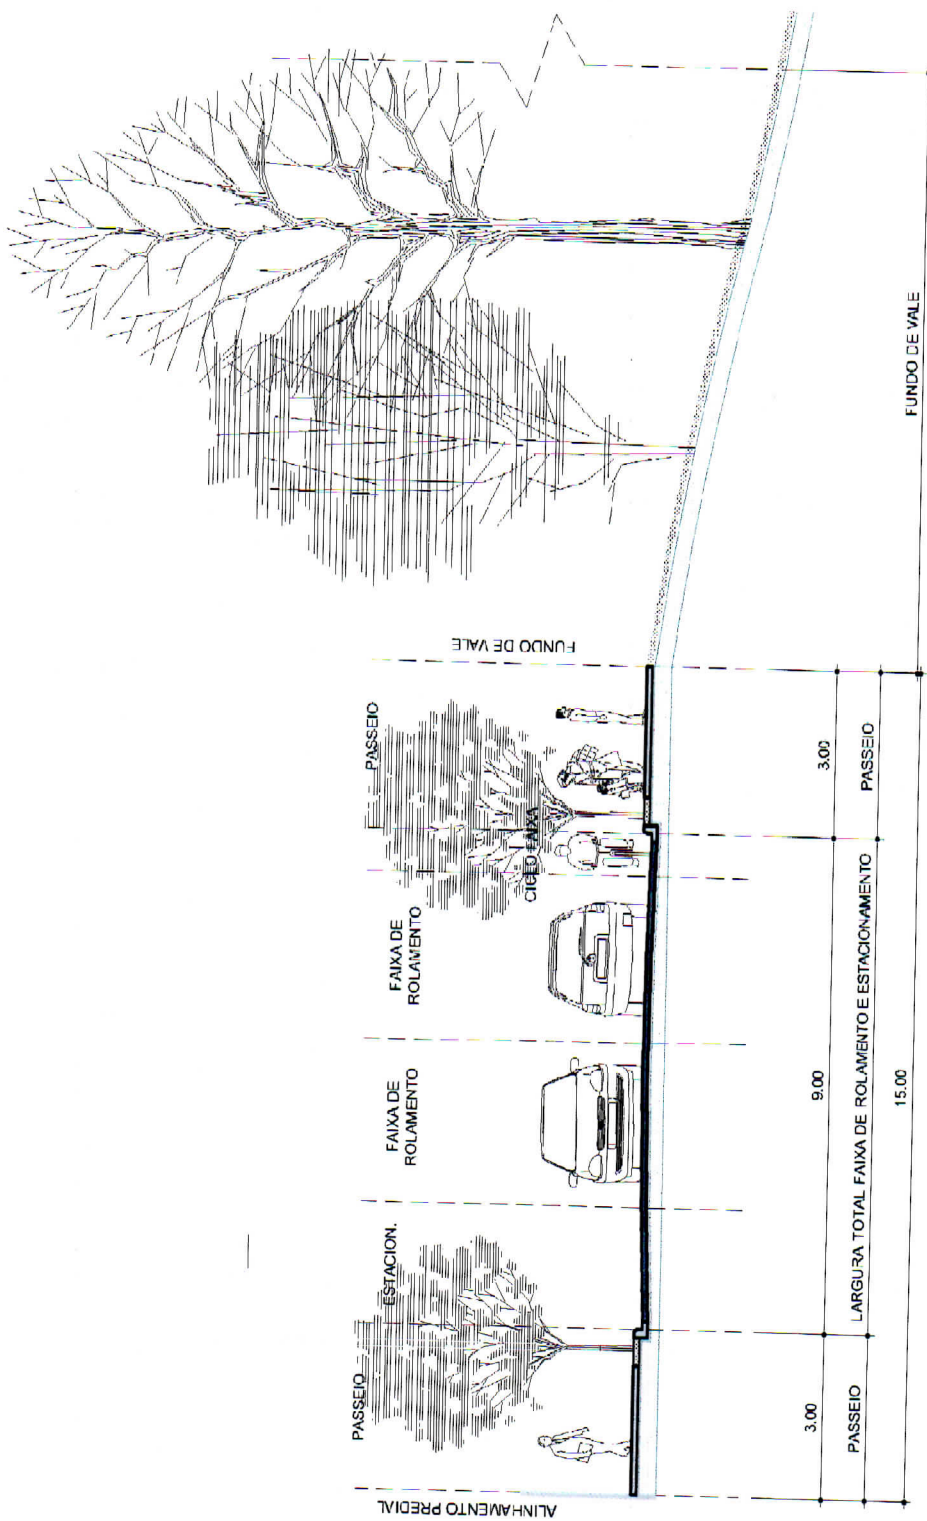 ALINHAMENTO PREDIAL
PASSEIO
ESTACION.
FAIXA DE
ROLAMENTO
FAIXA DE
ROLAMENTO
CICLO FAIXA
PASSEIO
FUNDO DE VALE
3.00
9.00
3.00
PASSEIO
LARGURA TOTAL FAIXA DE ROLAMENTO E ESTACIONAMENTO
PASSEIO
15.00
FUNDO DE VALE